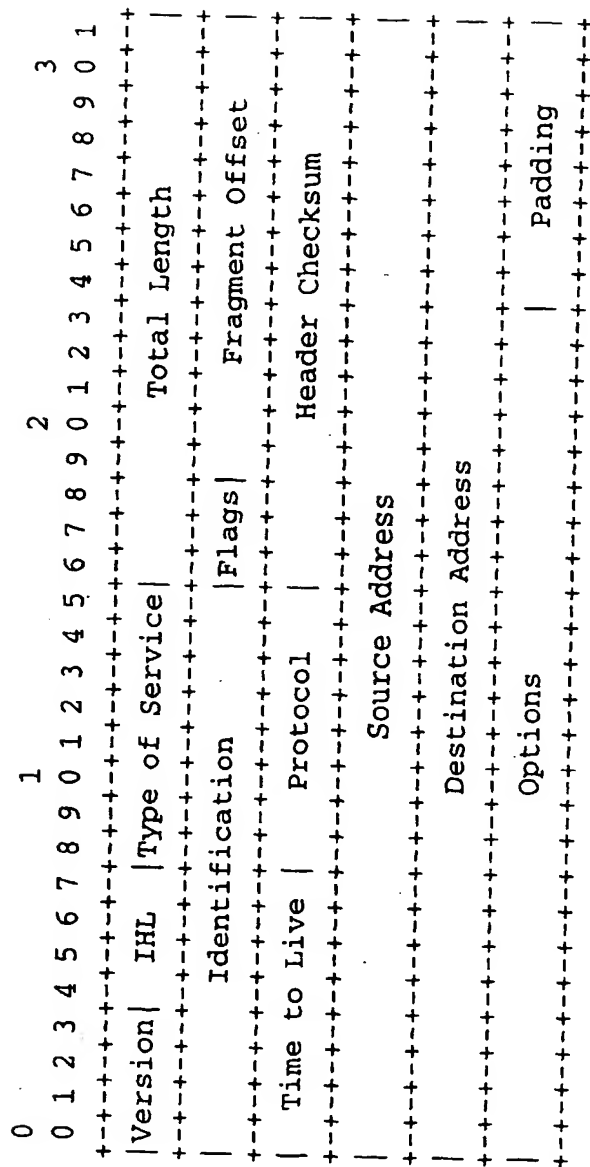 0                   1                   2                   3
0 1 2 3 4 5 6 7 8 9 0 1 2 3 4 5 6 7 8 9 0 1 2 3 4 5 6 7 8 9 0 1
+-+-+-+-+-+-+-+-+-+-+-+-+-+-+-+-+-+-+-+-+-+-+-+-+-+-+-+-+-+-+-+-+
|Version|  IHL  |Type of Service|          Total Length         |
+-+-+-+-+-+-+-+-+-+-+-+-+-+-+-+-+-+-+-+-+-+-+-+-+-+-+-+-+-+-+-+-+
|         Identification        |Flags|      Fragment Offset    |
+-+-+-+-+-+-+-+-+-+-+-+-+-+-+-+-+-+-+-+-+-+-+-+-+-+-+-+-+-+-+-+-+
|  Time to Live |    Protocol   |         Header Checksum       |
+-+-+-+-+-+-+-+-+-+-+-+-+-+-+-+-+-+-+-+-+-+-+-+-+-+-+-+-+-+-+-+-+
|                       Source Address                          |
+-+-+-+-+-+-+-+-+-+-+-+-+-+-+-+-+-+-+-+-+-+-+-+-+-+-+-+-+-+-+-+-+
|                    Destination Address                        |
+-+-+-+-+-+-+-+-+-+-+-+-+-+-+-+-+-+-+-+-+-+-+-+-+-+-+-+-+-+-+-+-+
|                    Options                    |    Padding    |
+-+-+-+-+-+-+-+-+-+-+-+-+-+-+-+-+-+-+-+-+-+-+-+-+-+-+-+-+-+-+-+-+